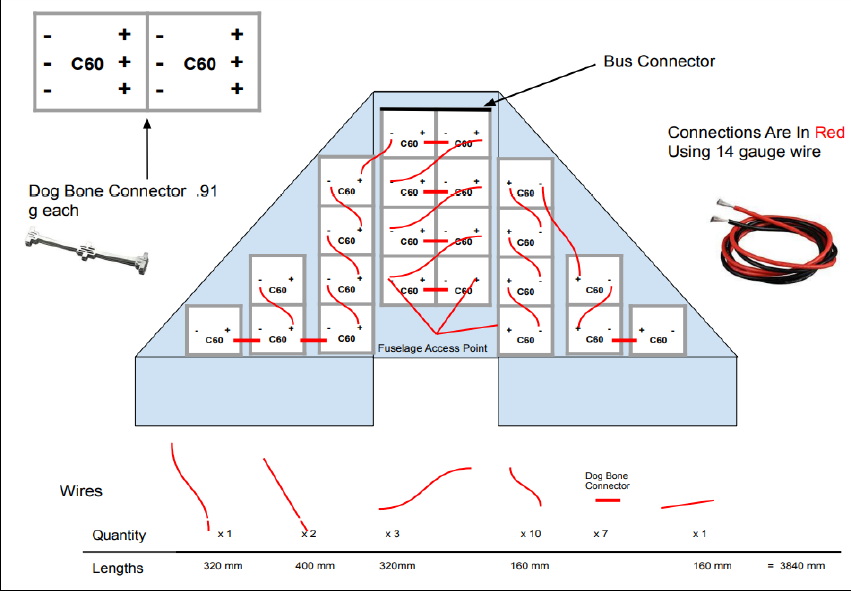 - + - +
- C60 + - C60 +
- + - +
Bus Connector
Connections Are In Red
Using 14 gauge wire
Dog Bone Connector .91
g each
- + - +
C60 C60
- + + -
C60 C60 C60 C60
- + + -
C60 C60 C60 C60
- + - + + - + -
C60 C60 C60 C60 C60 C60
- + - + - + + - + - + -
C60 C60 C60 C60 C60 C60
Fuselage Access Point
Dog Bone
Connector
Wires
Quantity x 1 x 2 x 3 x 10 x 7 x 1
Lengths 320 mm 400 mm 320mm 160 mm 160 mm = 3840 mm